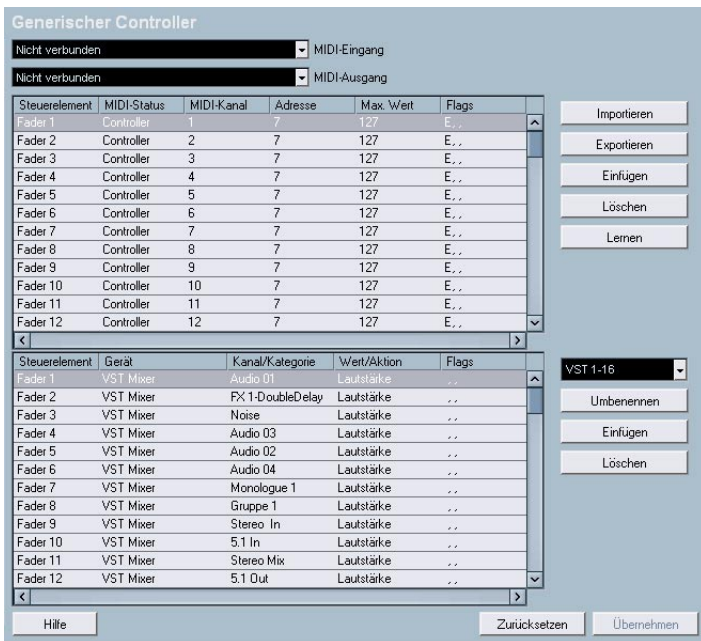 Generischer Controller
Nicht verbunden MIDI-Eingang
Nicht verbunden MIDI-Ausgang
Steuerelement MIDI-Status MIDI-Kanal Adresse Max. Wert Flags
Fader 1 Controller 1 7 127 E, ,
Fader 2 Controller 2 7 127 E, ,
Fader 3 Controller 3 7 127 E, ,
Fader 4 Controller 4 7 127 E, ,
Fader 5 Controller 5 7 127 E, ,
Fader 6 Controller 6 7 127 E, ,
Fader 7 Controller 7 7 127 E, ,
Fader 8 Controller 8 7 127 E, ,
Fader 9 Controller 9 7 127 E, ,
Fader 10 Controller 10 7 127 E, ,
Fader 11 Controller 11 7 127 E, ,
Fader 12 Controller 12 7 127 E, ,
Importieren
Exportieren
Einfügen
Löschen
Lernen
Steuerelement Gerät Kanal/Kategorie Wert/Aktion Flags
Fader 1 VST Mixer Audio 01 Lautstärke , ,
Fader 2 VST Mixer FX 1-DoubleDelay Lautstärke , ,
Fader 3 VST Mixer Noise Lautstärke , ,
Fader 4 VST Mixer Audio 03 Lautstärke , ,
Fader 5 VST Mixer Audio 02 Lautstärke , ,
Fader 6 VST Mixer Audio 04 Lautstärke , ,
Fader 7 VST Mixer Monologue 1 Lautstärke , ,
Fader 8 VST Mixer Gruppe 1 Lautstärke , ,
Fader 9 VST Mixer Stereo In Lautstärke , ,
Fader 10 VST Mixer 5.1 In Lautstärke , ,
Fader 11 VST Mixer Stereo Mix Lautstärke , ,
Fader 12 VST Mixer 5.1 Out Lautstärke , ,
VST 1-16
Umbenennen
Einfügen
Löschen
Hilfe Zurücksetzen Übernehmen